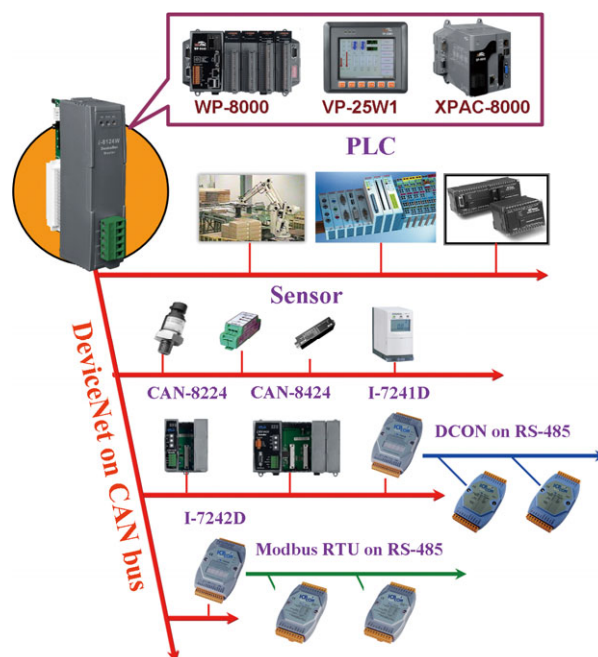 WP-8000 VP-25W1 XPAC-8000
PLC
Sensor
CAN-8224 CAN-8424 I-7241D
DCON on RS-485
I-7242D
Modbus RTU on RS-485
DeviceNet on CAN bus